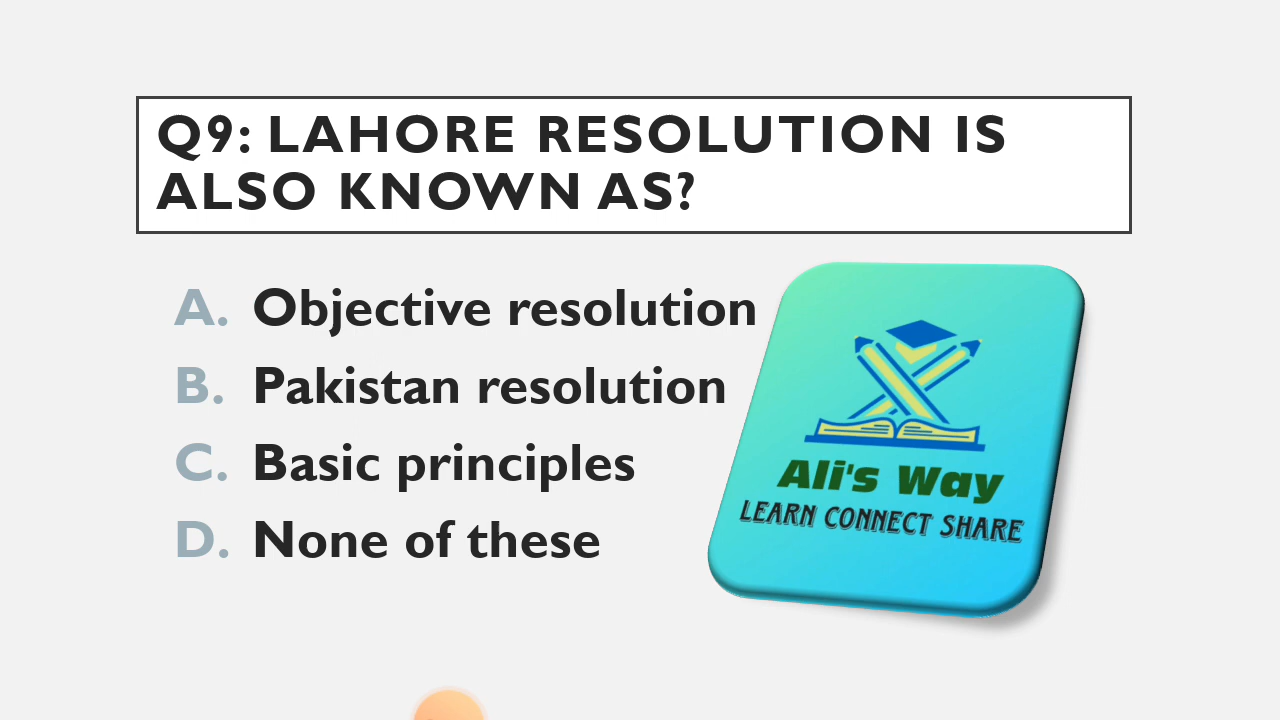 Q9: LAHORE RESOLUTION IS
ALSO KNOWN AS?
A. Objective resolution
B. Pakistan resolution
C. Basic principles
D. None of these
Ali's Way
LEARN CONNECT SHARE